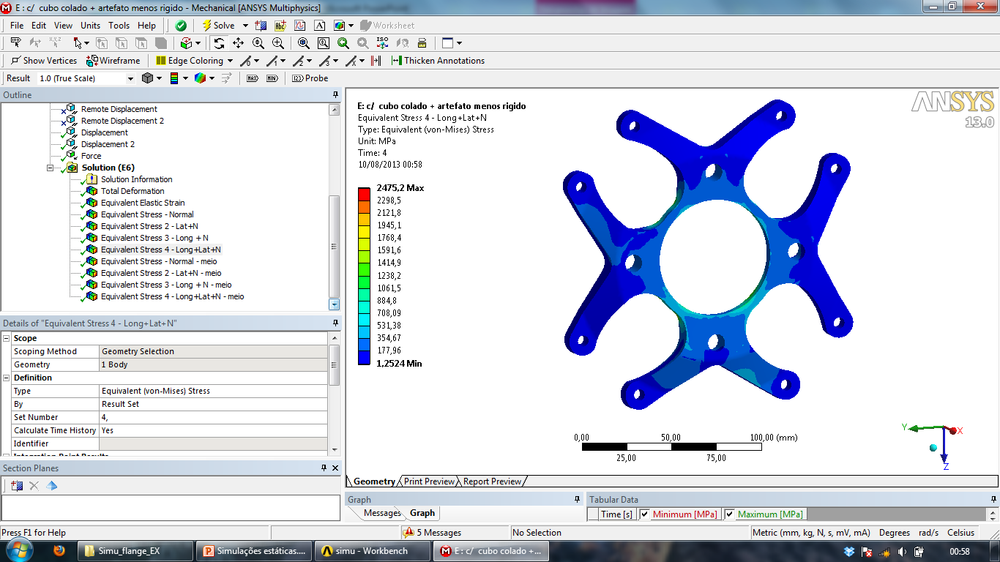 E : c/ cubo colado + artefato menos rigido - Mechanical [ANSYS Multiphysics]
File Edit View Units Tools Help Solve Worksheet
Show Vertices Wireframe Edge Coloring Thicken Annotations
Result 1.0 (True Scale) MAX MIN Probe
Outline
Remote Displacement
Remote Displacement 2
Displacement
Displacement 2
Force
Solution (E6)
Solution Information
Total Deformation
Equivalent Elastic Strain
Equivalent Stress - Normal
Equivalent Stress 2 - Lat+N
Equivalent Stress 3 - Long + N
Equivalent Stress 4 - Long+Lat+N
Equivalent Stress - Normal - meio
Equivalent Stress 2 - Lat+N - meio
Equivalent Stress 3 - Long + N - meio
Equivalent Stress 4 - Long+Lat+N - meio
Details of "Equivalent Stress 4 - Long+Lat+N"
Scope
Scoping Method Geometry Selection
Geometry 1 Body
Definition
Type Equivalent (von-Mises) Stress
By Result Set
Set Number 4,
Calculate Time History Yes
Identifier
Integration Point Results
Section Planes
E: c/ cubo colado + artefato menos rigido
Equivalent Stress 4 - Long+Lat+N
Type: Equivalent (von-Mises) Stress
Unit: MPa
Time: 4
10/08/2013 00:58
2475,2 Max
2298,5
2121,8
1945,1
1768,4
1591,6
1414,9
1238,2
1061,5
884,8
708,09
531,38
354,67
177,96
1,2524 Min
ANSYS
13.0
0,00 50,00 100,00 (mm)
25,00 75,00
Y X
Z
Geometry Print Preview Report Preview
Graph
Messages Graph
Tabular Data
Time [s] Minimum [MPa] Maximum [MPa]
Press F1 for Help 5 Messages No Selection Metric (mm, kg, N, s, mV, mA) Degrees rad/s Celsius
Simu_flange_EX Simulações estáticas.... simu - Workbench E : c/ cubo colado +... 00:58